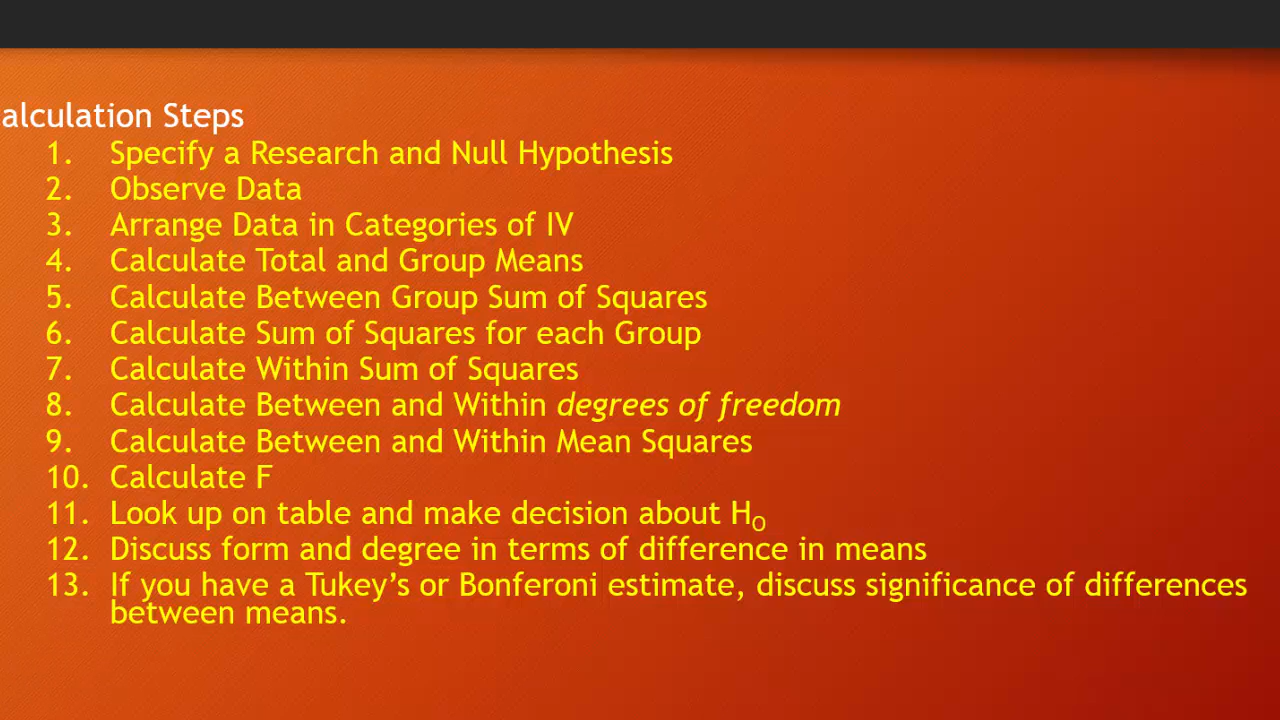 alculation Steps
1. Specify a Research and Null Hypothesis
2. Observe Data
3. Arrange Data in Categories of IV
4. Calculate Total and Group Means
5. Calculate Between Group Sum of Squares
6. Calculate Sum of Squares for each Group
7. Calculate Within Sum of Squares
8. Calculate Between and Within degrees of freedom
9. Calculate Between and Within Mean Squares
10. Calculate F
11. Look up on table and make decision about HO
12. Discuss form and degree in terms of difference in means
13. If you have a Tukey’s or Bonferoni estimate, discuss significance of differences
between means.